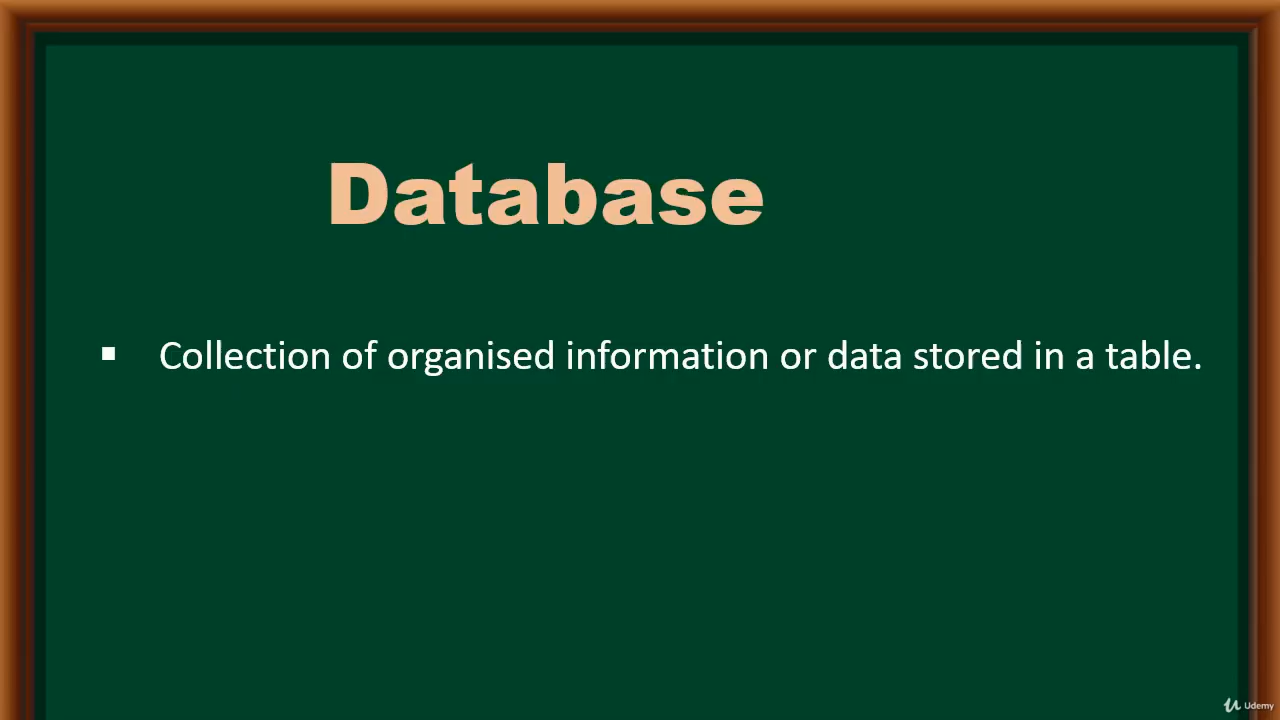 Database
▪ Collection of organised information or data stored in a table.
Udemy